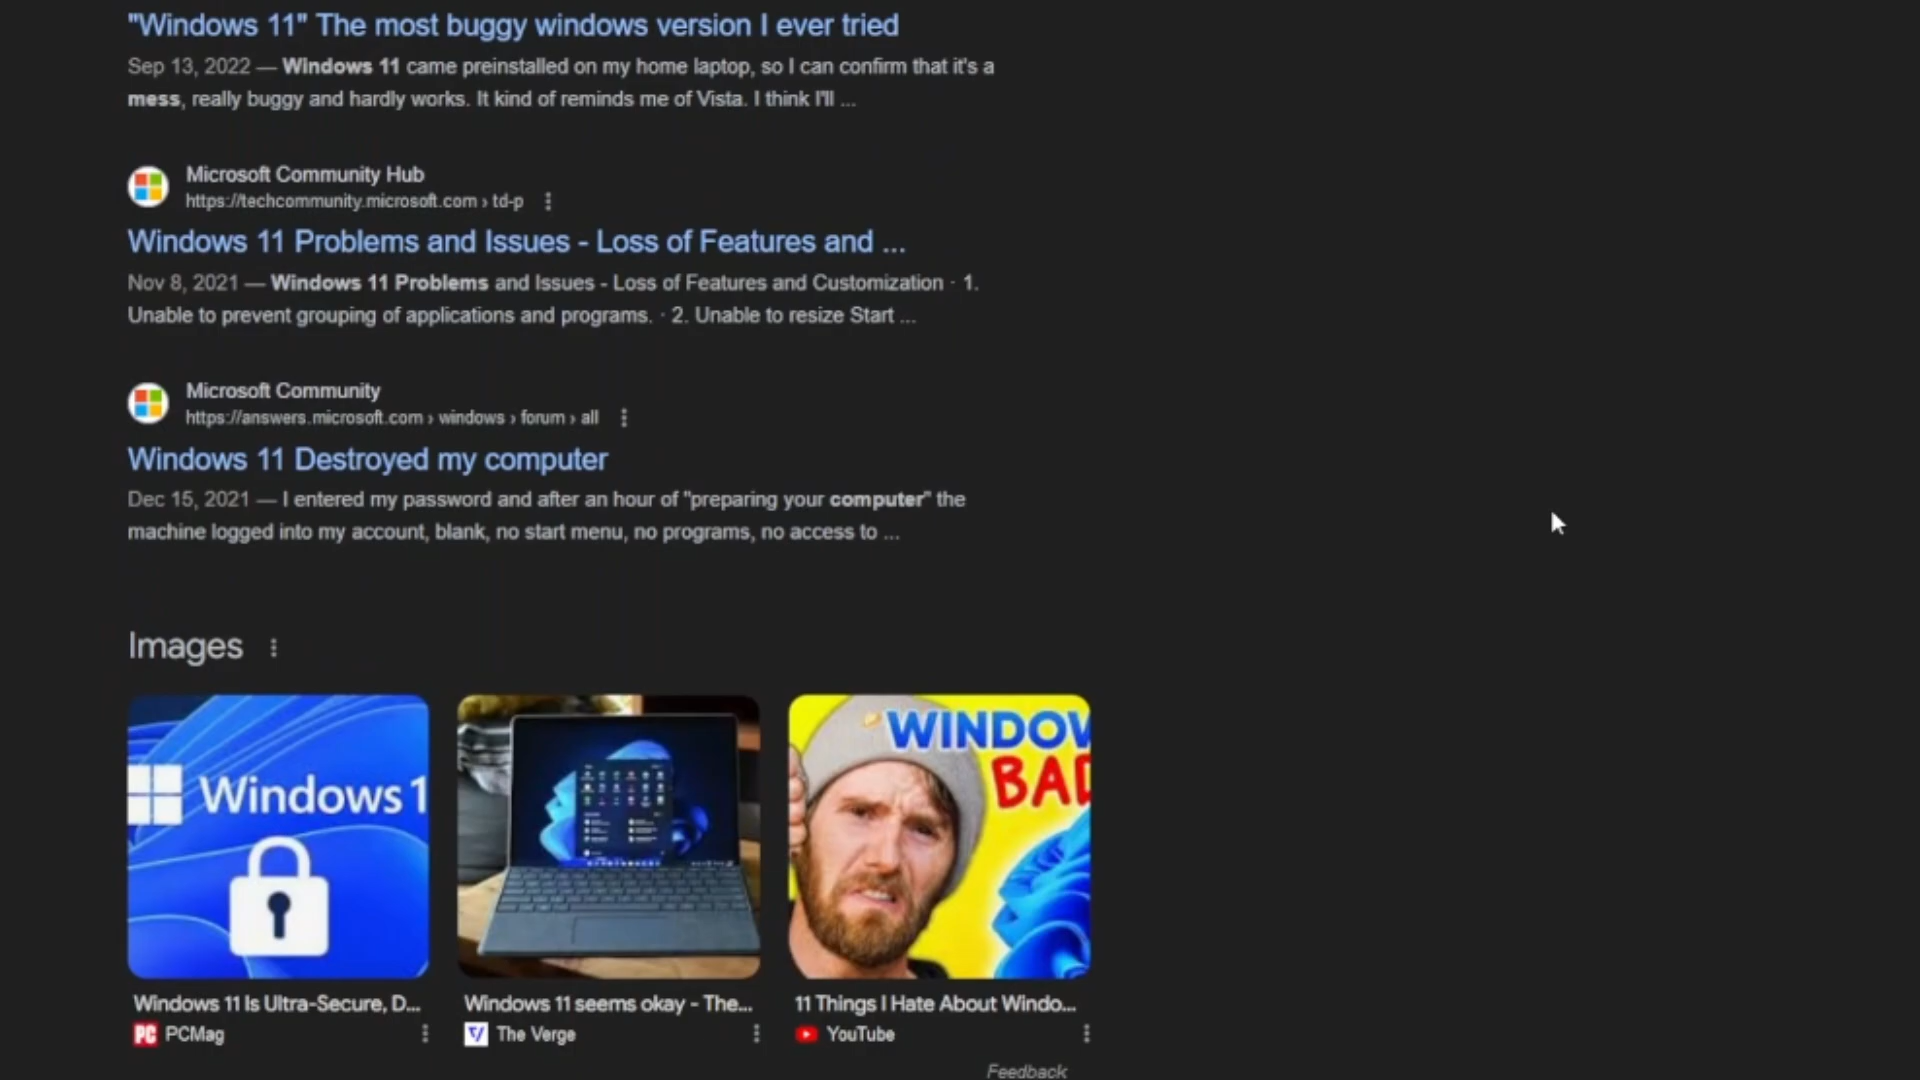 "Windows 11" The most buggy windows version I ever tried
Sep 13, 2022 — Windows 11 came preinstalled on my home laptop, so I can confirm that it's a
mess, really buggy and hardly works. It kind of reminds me of Vista. I think I'll ...
Microsoft Community Hub
https://techcommunity.microsoft.com › td-p
Windows 11 Problems and Issues - Loss of Features and ...
Nov 8, 2021 — Windows 11 Problems and Issues - Loss of Features and Customization · 1.
Unable to prevent grouping of applications and programs. · 2. Unable to resize Start ...
Microsoft Community
https://answers.microsoft.com › windows › forum › all
Windows 11 Destroyed my computer
Dec 15, 2021 — I entered my password and after an hour of "preparing your computer" the
machine logged into my account, blank, no start menu, no programs, no access to ...
Images
Windows 1
WINDOW
BAD
Windows 11 Is Ultra-Secure, D...
PC PCMag
Windows 11 seems okay - The...
The Verge
11 Things I Hate About Windo...
YouTube
Feedback